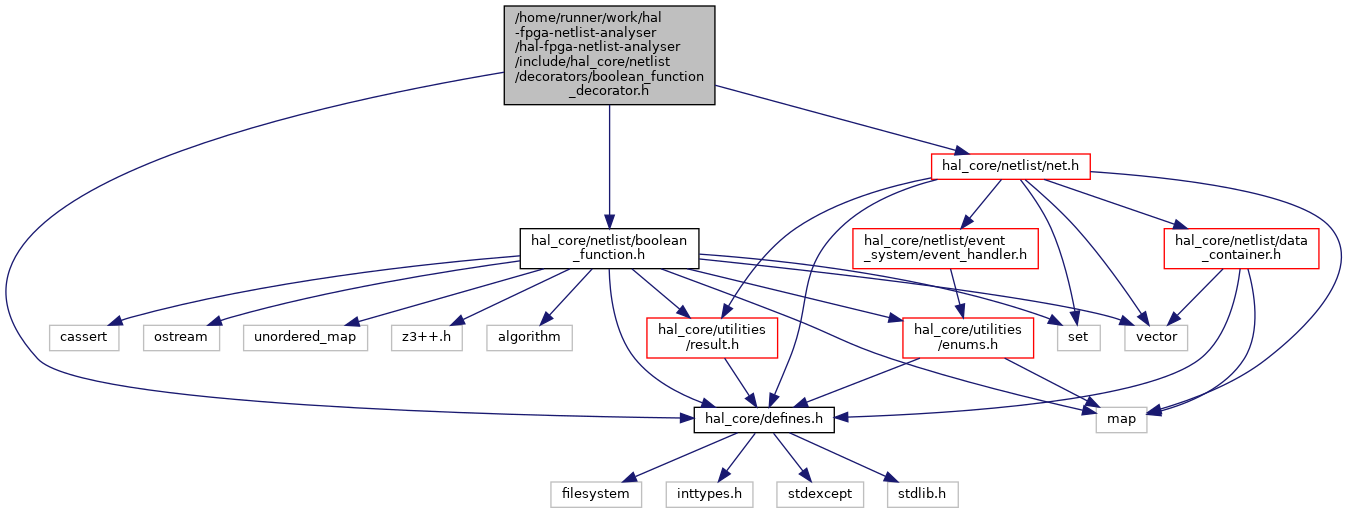 /home/runner/work/hal
-fpga-netlist-analyser
/hal-fpga-netlist-analyser
/include/hal_core/netlist
/decorators/boolean_function
_decorator.h
hal_core/netlist/net.h
hal_core/netlist/boolean
_function.h
hal_core/netlist/event
_system/event_handler.h
hal_core/netlist/data
_container.h
cassert
ostream
unordered_map
z3++.h
algorithm
hal_core/utilities
/result.h
hal_core/utilities
/enums.h
set
vector
hal_core/defines.h
map
filesystem
inttypes.h
stdexcept
stdlib.h